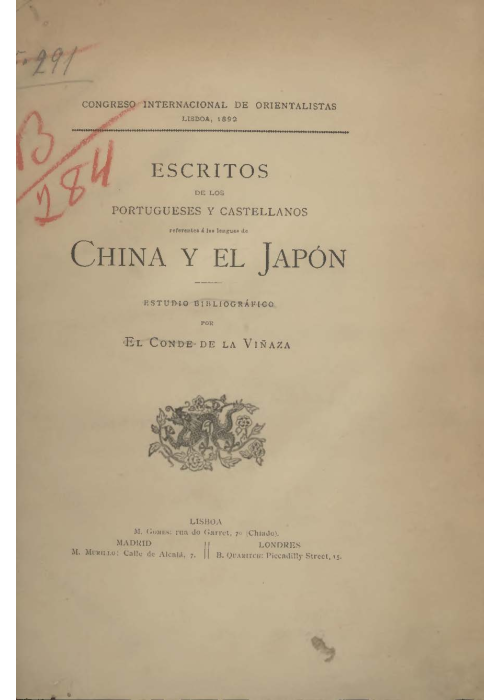 291
B
284
CONGRESO INTERNACIONAL DE ORIENTALISTAS
LISBOA, 1892
ESCRITOS
DE LOS
PORTUGUESES Y CASTELLANOS
referentes á las lenguas de
CHINA Y EL JAPÓN
ESTUDIO BIBLIOGRÁFICO
POR
EL CONDE DE LA VIÑAZA
LISBOA
M. GOMES: rua do Garret, 70 (Chiado).
MADRID
M. MURILLO: Calle de Alcalá, 7.
LONDRES
B. QUARITCH: Piccadilly Street, 15.